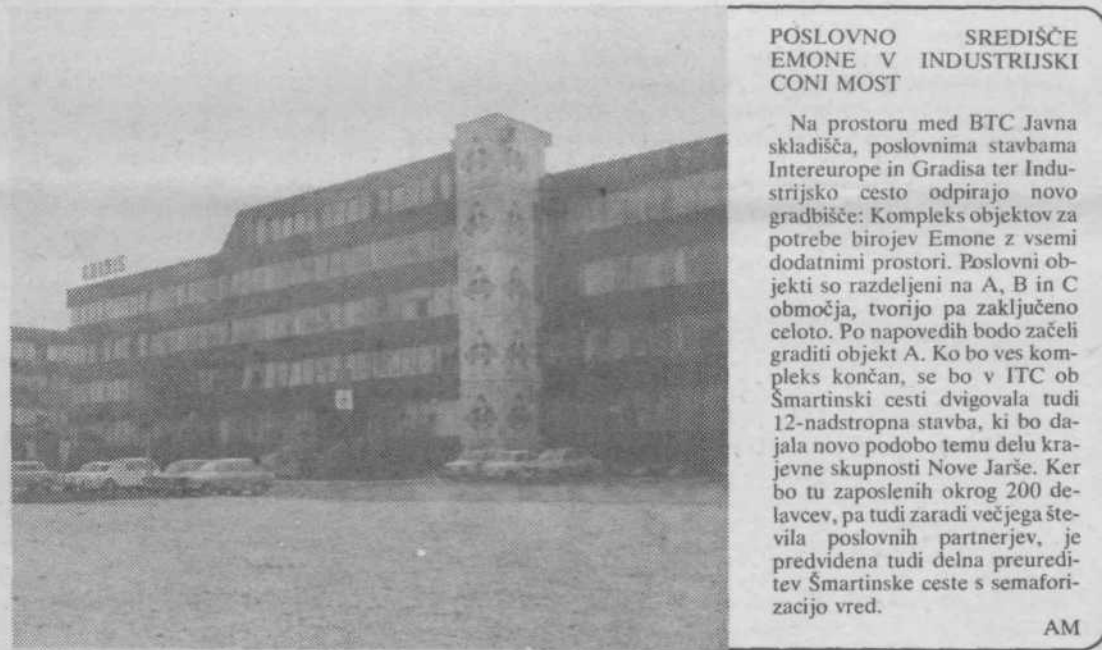 POSLOVNO SREDIŠČE
EMONE V INDUSTRIJSKI
CONI MOST
Na prostoru med BTC Javna
skladišča, poslovnima stavbama
Intereurope in Gradisa ter Indu-
strijsko cesto odpirajo novo
gradbišče: Kompleks objektov za
potrebe birojev Emone z vsemi
dodatnimi prostori. Poslovni ob-
jekti so razdeljeni na A, B in C
območja, tvorijo pa zaključeno
celoto. Po napovedih bodo začeli
graditi objekt A. Ko bo ves kom-
pleks končan, se bo v ITC ob
Šmartinski cesti dvigovala tudi
12-nadstropna stavba, ki bo da-
jala novo podobo temu delu kra-
jevne skupnosti Nove Jarše. Ker
bo tu zaposlenih okrog 200 de-
lavcev, pa tudi zaradi večjega šte-
vila poslovnih partnerjev, je
predvidena tudi delna preuredi-
tev Šmartinske ceste s semafori-
zacijo vred.
AM